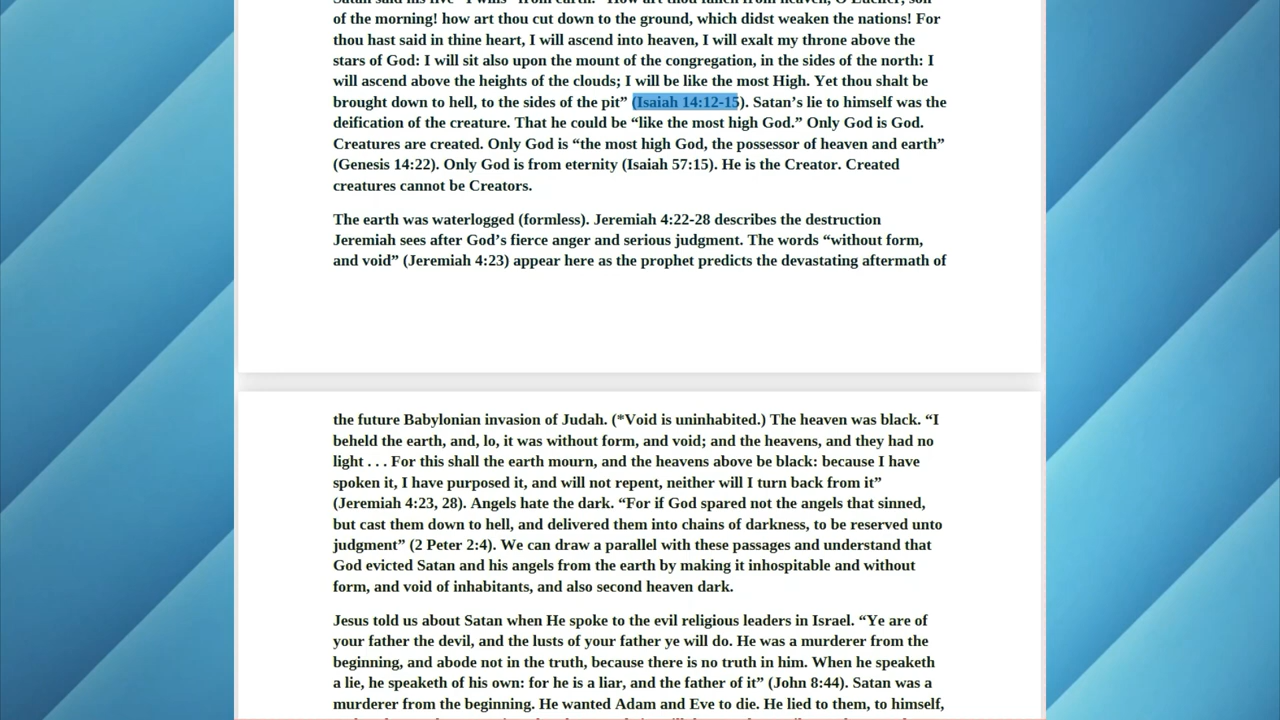 Satan said his five “I wills” from earth. “How art thou fallen from heaven, O Lucifer, son
of the morning! how art thou cut down to the ground, which didst weaken the nations! For
thou hast said in thine heart, I will ascend into heaven, I will exalt my throne above the
stars of God: I will sit also upon the mount of the congregation, in the sides of the north: I
will ascend above the heights of the clouds; I will be like the most High. Yet thou shalt be
brought down to hell, to the sides of the pit” (Isaiah 14:12-15). Satan’s lie to himself was the
deification of the creature. That he could be “like the most high God.” Only God is God.
Creatures are created. Only God is “the most high God, the possessor of heaven and earth”
(Genesis 14:22). Only God is from eternity (Isaiah 57:15). He is the Creator. Created
creatures cannot be Creators.
The earth was waterlogged (formless). Jeremiah 4:22-28 describes the destruction
Jeremiah sees after God’s fierce anger and serious judgment. The words “without form,
and void” (Jeremiah 4:23) appear here as the prophet predicts the devastating aftermath of
the future Babylonian invasion of Judah. (*Void is uninhabited.) The heaven was black. “I
beheld the earth, and, lo, it was without form, and void; and the heavens, and they had no
light . . . For this shall the earth mourn, and the heavens above be black: because I have
spoken it, I have purposed it, and will not repent, neither will I turn back from it”
(Jeremiah 4:23, 28). Angels hate the dark. “For if God spared not the angels that sinned,
but cast them down to hell, and delivered them into chains of darkness, to be reserved unto
judgment” (2 Peter 2:4). We can draw a parallel with these passages and understand that
God evicted Satan and his angels from the earth by making it inhospitable and without
form, and void of inhabitants, and also second heaven dark.
Jesus told us about Satan when He spoke to the evil religious leaders in Israel. “Ye are of
your father the devil, and the lusts of your father ye will do. He was a murderer from the
beginning, and abode not in the truth, because there is no truth in him. When he speaketh
a lie, he speaketh of his own: for he is a liar, and the father of it” (John 8:44). Satan was a
murderer from the beginning. He wanted Adam and Eve to die. He lied to them, to himself,